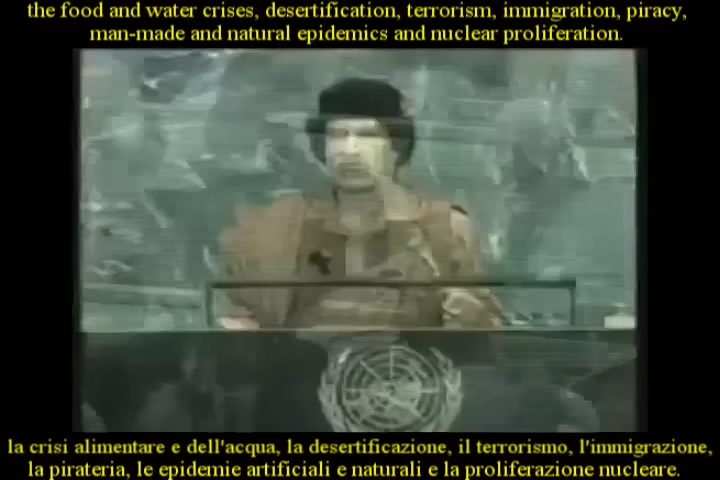 the food and water crises, desertification, terrorism, immigration, piracy,
man-made and natural epidemics and nuclear proliferation.
la crisi alimentare e dell'acqua, la desertificazione, il terrorismo, l'immigrazione,
la pirateria, le epidemie artificiali e naturali e la proliferazione nucleare.